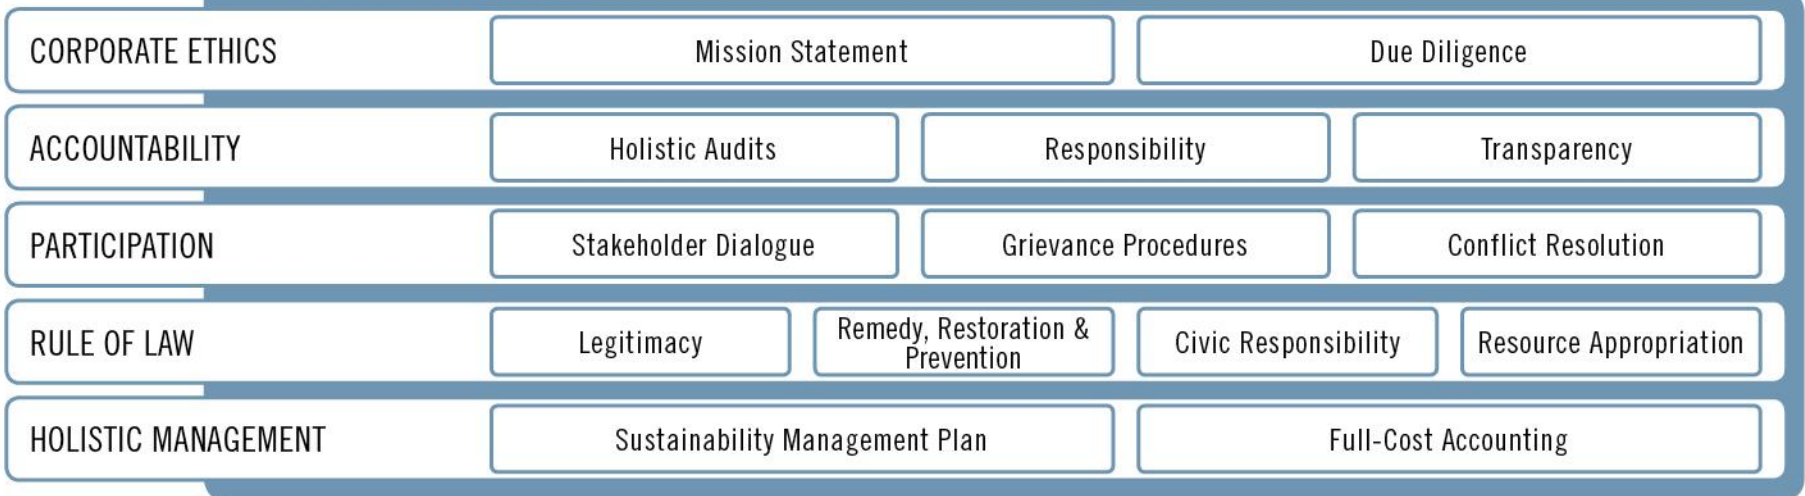 CORPORATE ETHICS
Mission Statement
Due Diligence
ACCOUNTABILITY
Holistic Audits
Responsibility
Transparency
PARTICIPATION
Stakeholder Dialogue
Grievance Procedures
Conflict Resolution
RULE OF LAW
Legitimacy
Remedy, Restoration &
Prevention
Civic Responsibility
Resource Appropriation
HOLISTIC MANAGEMENT
Sustainability Management Plan
Full-Cost Accounting